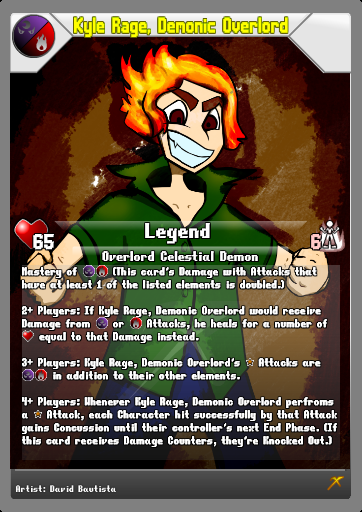 Kyle Rage, Demonic Overlord
65
Legend
6
Overlord Celestial Demon
Mastery of (This card's Damage with Attacks that
have at least 1 of the listed elements is doubled.)
2+ Players: If Kyle Rage, Demonic Overlord would receive
Damage from or Attacks, he heals for a number of
equal to that Damage instead.
3+ Players: Kyle Rage, Demonic Overlord's Attacks are
in addition to their other elements.
4+ Players: Whenever Kyle Rage, Demonic Overlord perfroms
a Attack, each Character hit successfully by that Attack
gains Concussion until their controller's next End Phase. (If
this card receives Damage Counters, they're Knocked Out.)
Artist: David Bautista